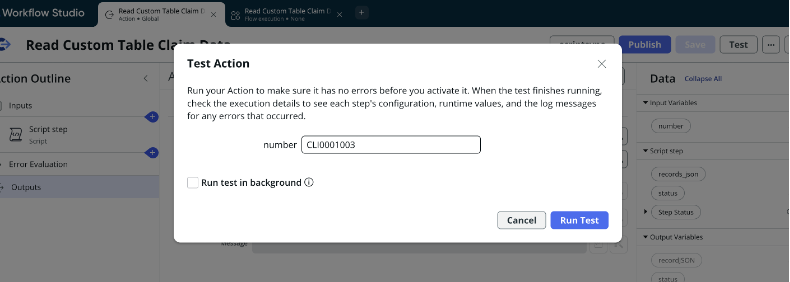 Workflow Studio
Read Custom Table Claim D
Action • Global
Read Custom Table Claim D
Flow execution • None
Read Custom Table Claim Data
Publish
Save
Test
Action Outline
Inputs
Script step
Script
Error Evaluation
Outputs
Test Action
Run your Action to make sure it has no errors before you activate it. When the test finishes running,
check the execution details to see each step's configuration, runtime values, and the log messages
for any errors that occurred.
number CLI0001003
Run test in background
Cancel
Run Test
Data
Collapse All
Input Variables
number
Script step
records_json
status
Step Status
Output Variables
recordJSON
status